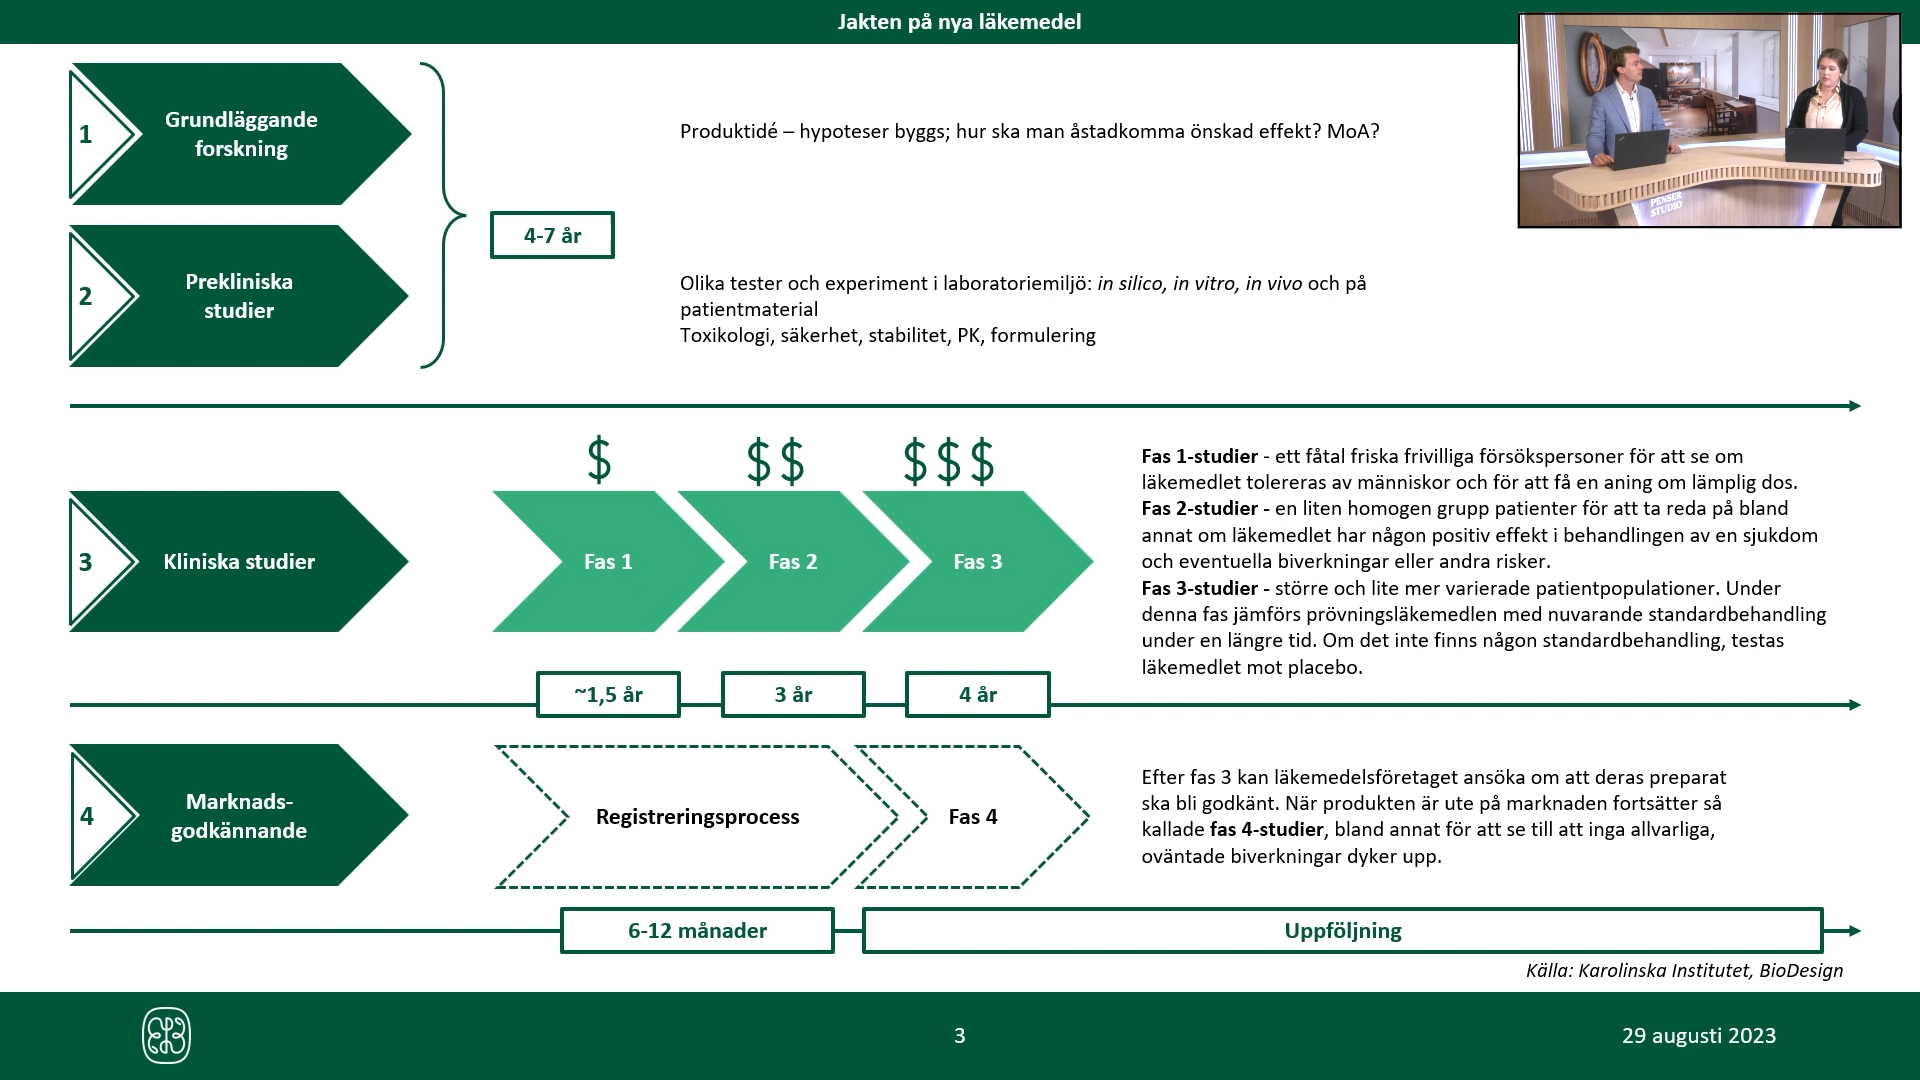 Jakten på nya läkemedel
1
Grundläggande
forskning
Produktidé – hypoteser byggs; hur ska man åstadkomma önskad effekt? MoA?
PENSER
STUDIO
4-7 år
2
Prekliniska
studier
Olika tester och experiment i laboratoriemiljö: in silico, in vitro, in vivo och på
patientmaterial
Toxikologi, säkerhet, stabilitet, PK, formulering
$
$ $
$ $ $
3
Kliniska studier
Fas 1
Fas 2
Fas 3
Fas 1-studier - ett fåtal friska frivilliga försökspersoner för att se om
läkemedlet tolereras av människor och för att få en aning om lämplig dos.
Fas 2-studier - en liten homogen grupp patienter för att ta reda på bland
annat om läkemedlet har någon positiv effekt i behandlingen av en sjukdom
och eventuella biverkningar eller andra risker.
Fas 3-studier - större och lite mer varierade patientpopulationer. Under
denna fas jämförs prövningsläkemedlen med nuvarande standardbehandling
under en längre tid. Om det inte finns någon standardbehandling, testas
läkemedlet mot placebo.
~1,5 år
3 år
4 år
4
Marknads-
godkännande
Registreringsprocess
Fas 4
Efter fas 3 kan läkemedelsföretaget ansöka om att deras preparat
ska bli godkänt. När produkten är ute på marknaden fortsätter så
kallade fas 4-studier, bland annat för att se till att inga allvarliga,
oväntade biverkningar dyker upp.
6-12 månader
Uppföljning
Källa: Karolinska Institutet, BioDesign
3
29 augusti 2023